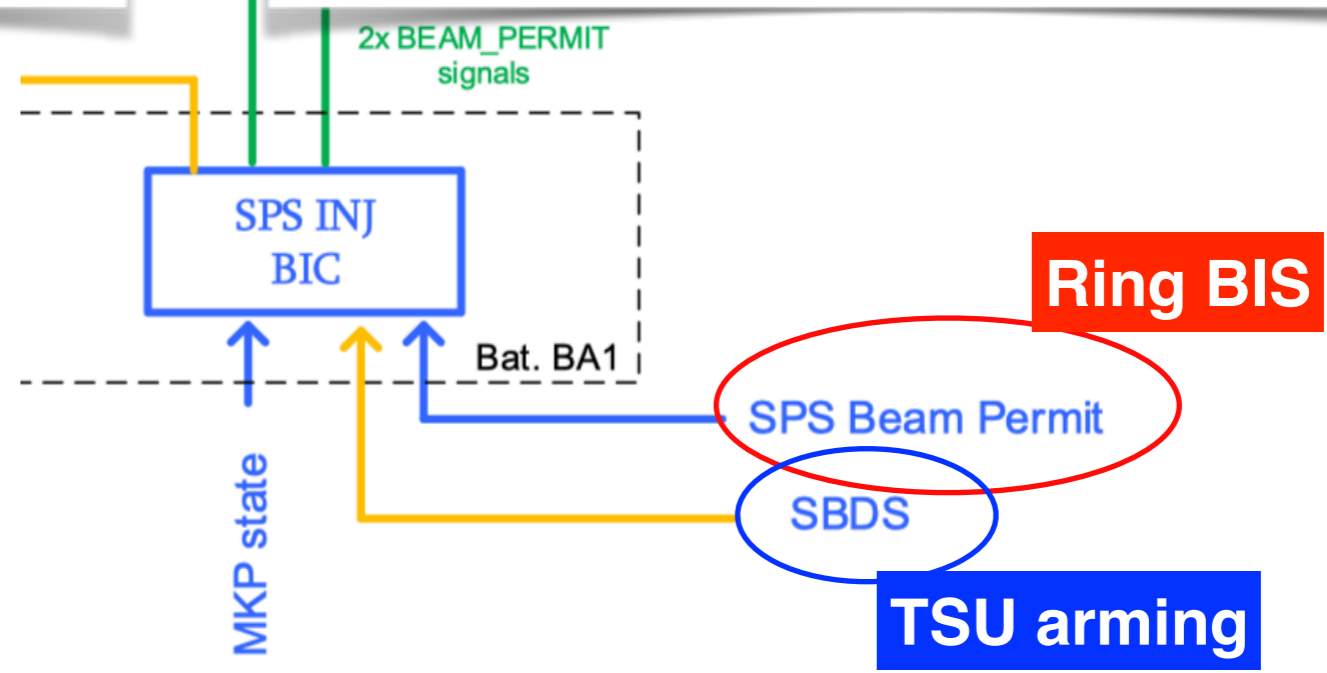 2x BEAM_PERMIT
signals
SPS INJ
BIC
Ring BIS
Bat. BA1
SPS Beam Permit
MKP state
SBDS
TSU arming